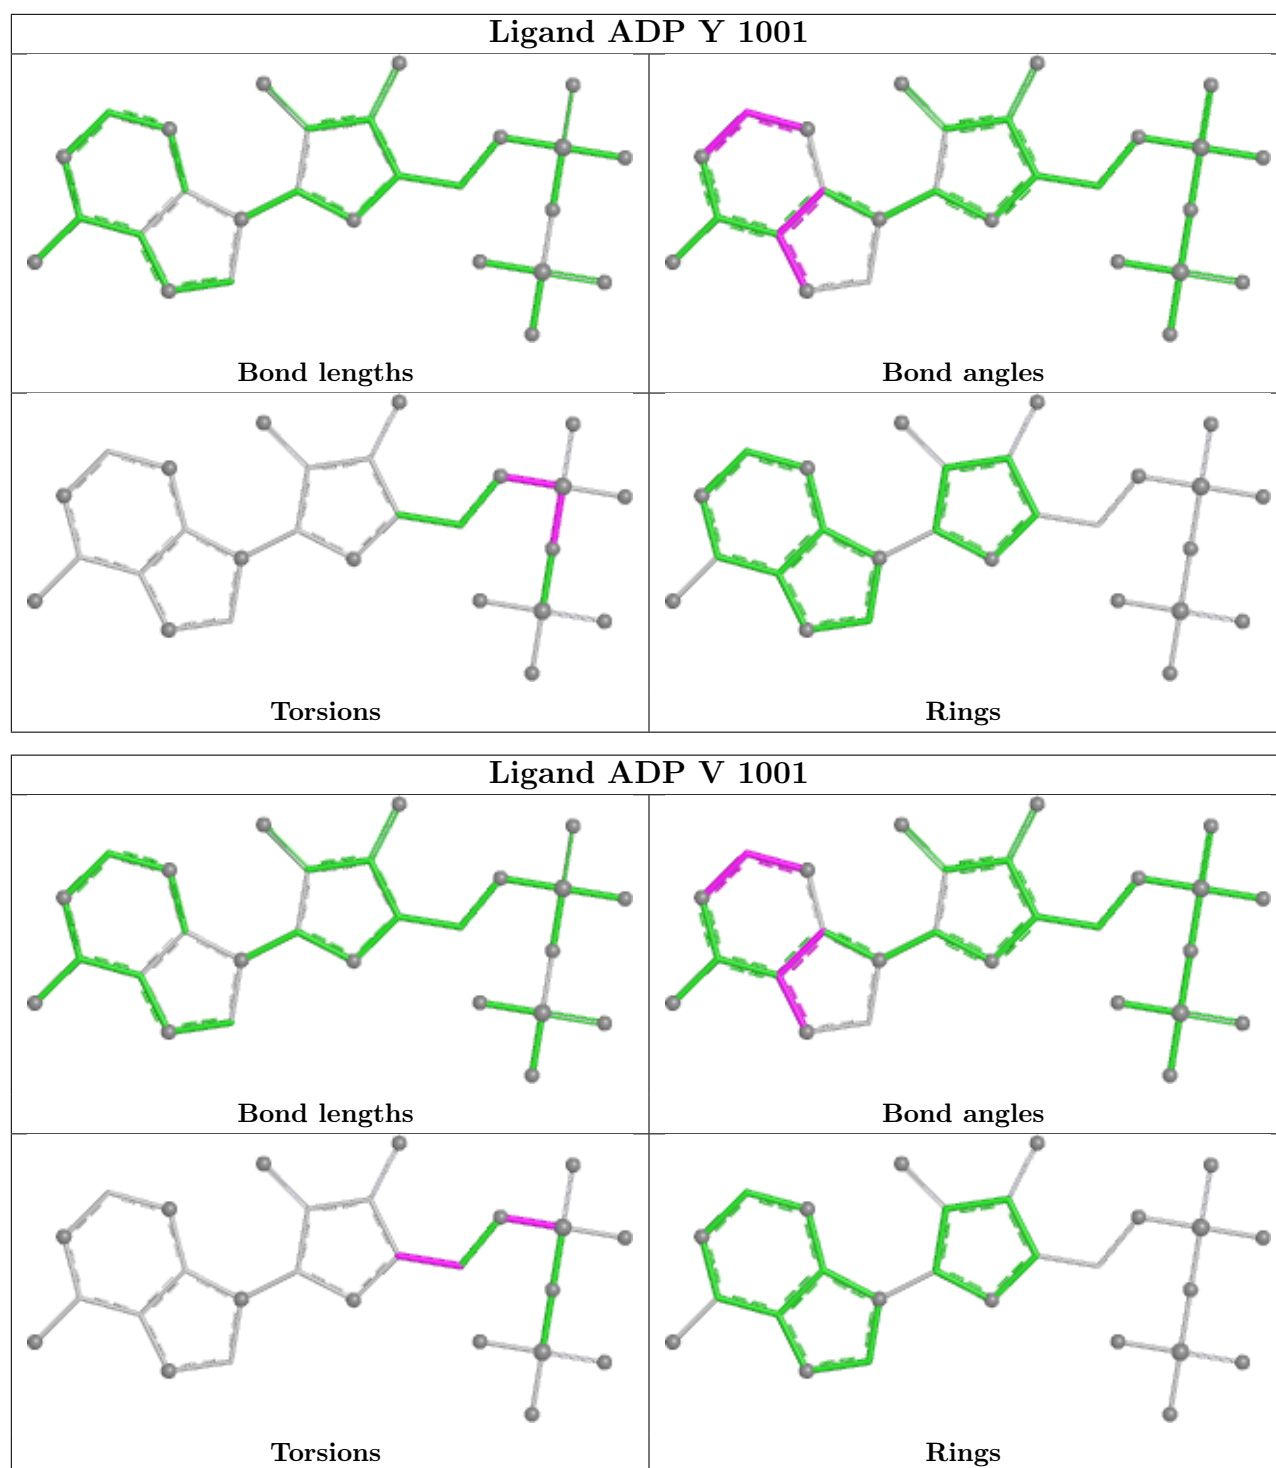 Ligand ADP Y 1001
Bond lengths
Bond angles
Torsions
Rings
Ligand ADP V 1001
Bond lengths
Bond angles
Torsions
Rings